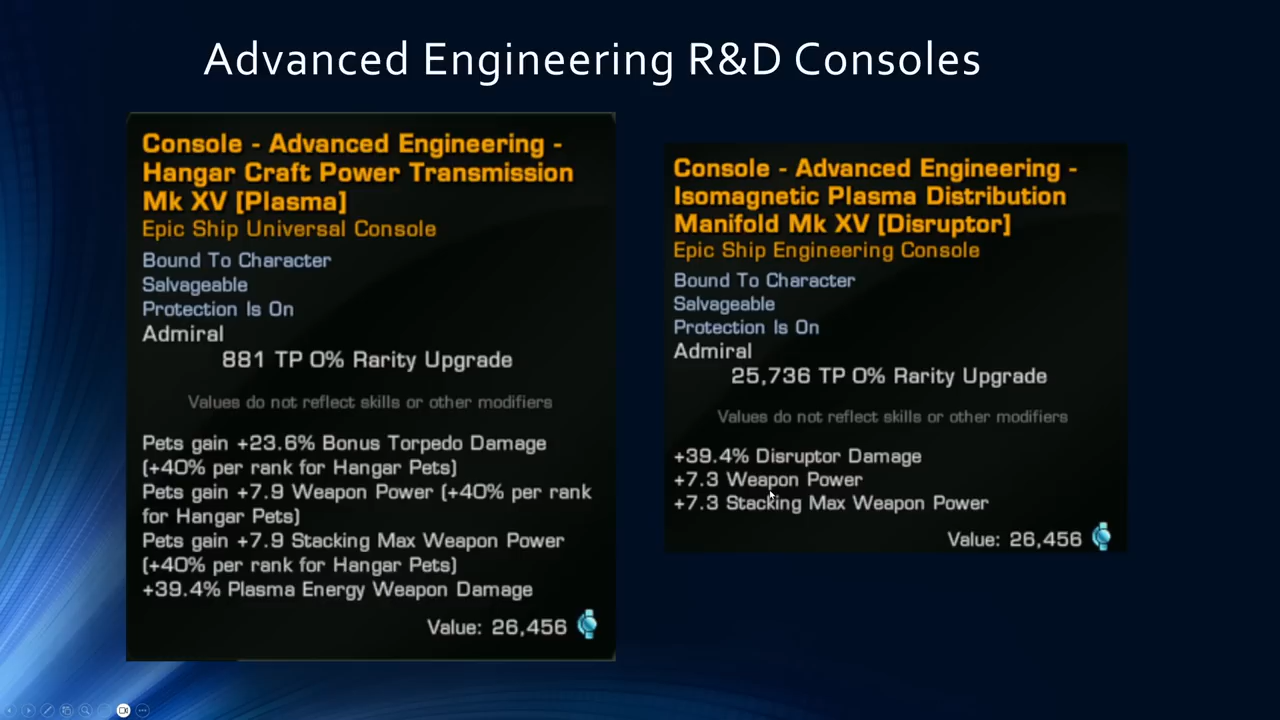 Advanced Engineering R&D Consoles
Console - Advanced Engineering -
Hangar Craft Power Transmission
Mk XV [Plasma]
Epic Ship Universal Console
Bound To Character
Salvageable
Protection Is On
Admiral
881 TP 0% Rarity Upgrade
Values do not reflect skills or other modifiers
Pets gain +23.6% Bonus Torpedo Damage
(+40% per rank for Hangar Pets)
Pets gain +7.9 Weapon Power (+40% per rank
for Hangar Pets)
Pets gain +7.9 Stacking Max Weapon Power
(+40% per rank for Hangar Pets)
+39.4% Plasma Energy Weapon Damage
Value: 26,456
Console - Advanced Engineering -
Isomagnetic Plasma Distribution
Manifold Mk XV [Disruptor]
Epic Ship Engineering Console
Bound To Character
Salvageable
Protection Is On
Admiral
25,736 TP 0% Rarity Upgrade
Values do not reflect skills or other modifiers
+39.4% Disruptor Damage
+7.3 Weapon Power
+7.3 Stacking Max Weapon Power
Value: 26,456